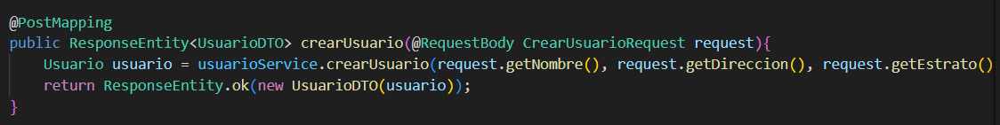 @PostMapping
public ResponseEntity<UsuarioDTO> crearUsuario(@RequestBody CrearUsuarioRequest request){
    Usuario usuario = usuarioService.crearUsuario(request.getNombre(), request.getDireccion(), request.getEstrato()
    return ResponseEntity.ok(new UsuarioDTO(usuario));
}